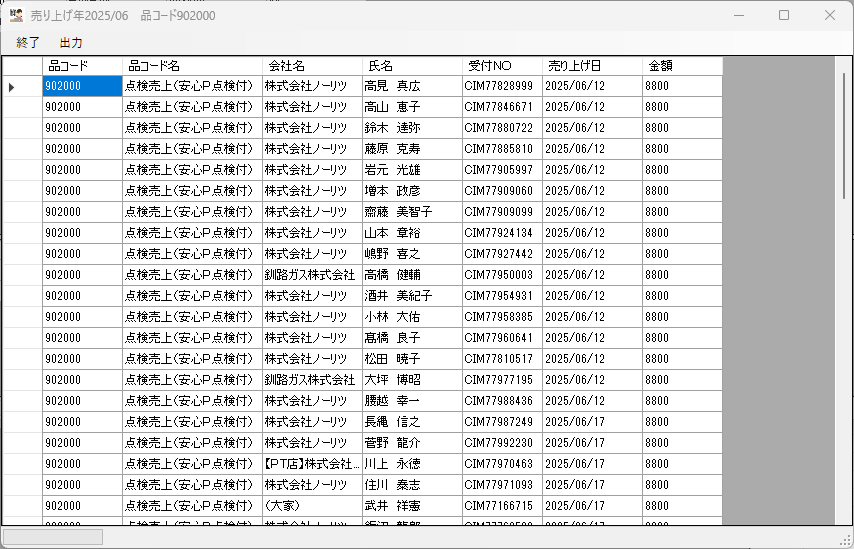 売り上げ年2025/06　品コード902000
終了　出力
品コード　品コード名　会社名　氏名　受付NO　売り上げ日　金額
902000　点検売上(安心P点検付)　株式会社ノーリツ　高見　真広　CIM77828999　2025/06/12　8800
902000　点検売上(安心P点検付)　株式会社ノーリツ　高山　恵子　CIM77846671　2025/06/12　8800
902000　点検売上(安心P点検付)　株式会社ノーリツ　鈴木　達弥　CIM77880722　2025/06/12　8800
902000　点検売上(安心P点検付)　株式会社ノーリツ　藤原　克寿　CIM77885810　2025/06/12　8800
902000　点検売上(安心P点検付)　株式会社ノーリツ　岩元　光雄　CIM77905997　2025/06/12　8800
902000　点検売上(安心P点検付)　株式会社ノーリツ　増本　政彦　CIM77909060　2025/06/12　8800
902000　点検売上(安心P点検付)　株式会社ノーリツ　齋藤　美智子　CIM77909099　2025/06/12　8800
902000　点検売上(安心P点検付)　株式会社ノーリツ　山本　章裕　CIM77924134　2025/06/12　8800
902000　点検売上(安心P点検付)　株式会社ノーリツ　嶋野　喜之　CIM77927442　2025/06/12　8800
902000　点検売上(安心P点検付)　釧路ガス株式会社　高橋　健輔　CIM77950003　2025/06/12　8800
902000　点検売上(安心P点検付)　株式会社ノーリツ　酒井　美紀子　CIM77954931　2025/06/12　8800
902000　点検売上(安心P点検付)　株式会社ノーリツ　小林　大佑　CIM77958385　2025/06/12　8800
902000　点検売上(安心P点検付)　株式会社ノーリツ　髙橋　良子　CIM77960641　2025/06/12　8800
902000　点検売上(安心P点検付)　株式会社ノーリツ　松田　暁子　CIM77810517　2025/06/12　8800
902000　点検売上(安心P点検付)　釧路ガス株式会社　大坪　博昭　CIM77977195　2025/06/12　8800
902000　点検売上(安心P点検付)　株式会社ノーリツ　腰越　幸一　CIM77988436　2025/06/12　8800
902000　点検売上(安心P点検付)　株式会社ノーリツ　長縄　信之　CIM77987249　2025/06/17　8800
902000　点検売上(安心P点検付)　株式会社ノーリツ　菅野　龍介　CIM77992230　2025/06/17　8800
902000　点検売上(安心P点検付)　【PT店】株式会社...　川上　永徳　CIM77970463　2025/06/17　8800
902000　点検売上(安心P点検付)　株式会社ノーリツ　住川　泰志　CIM77971093　2025/06/17　8800
902000　点検売上(安心P点検付)　(大家)　武井　祥憲　CIM77166715　2025/06/17　8800